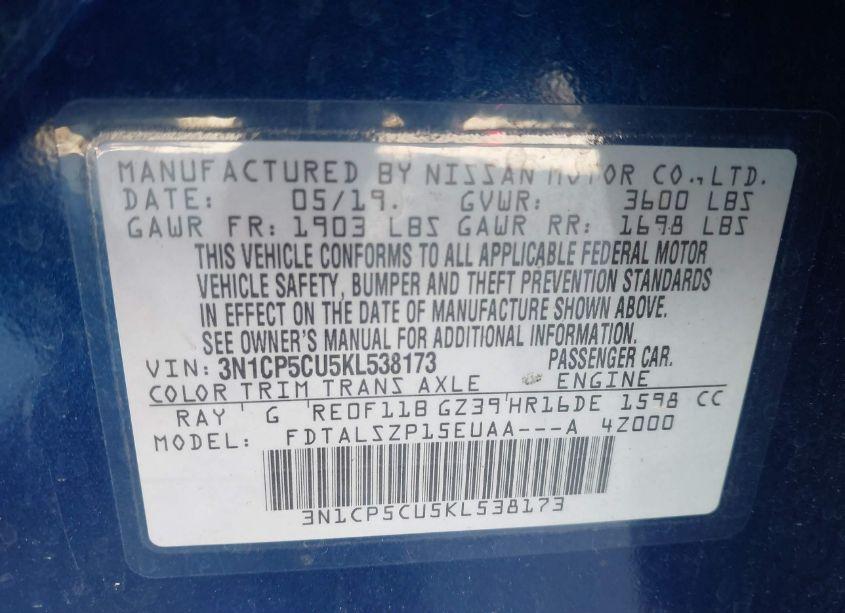 MANUFACTURED BY NISSAN MOTOR CO., LTD.
DATE: 05/19. GVWR: 3600 LBS
GAWR FR: 1903 LBS GAWR RR: 1698 LBS
THIS VEHICLE CONFORMS TO ALL APPLICABLE FEDERAL MOTOR
VEHICLE SAFETY, BUMPER AND THEFT PREVENTION STANDARDS
IN EFFECT ON THE DATE OF MANUFACTURE SHOWN ABOVE.
SEE OWNER'S MANUAL FOR ADDITIONAL INFORMATION.
VIN: 3N1CP5CU5KL538173 PASSENGER CAR.
COLOR TRIM TRANS AXLE ENGINE
RAY G RE0F11B GZ39 HR16DE 1598 CC
MODEL: FDTALSZP15EUAA---A 4Z000
3N1CP5CU5KL538173